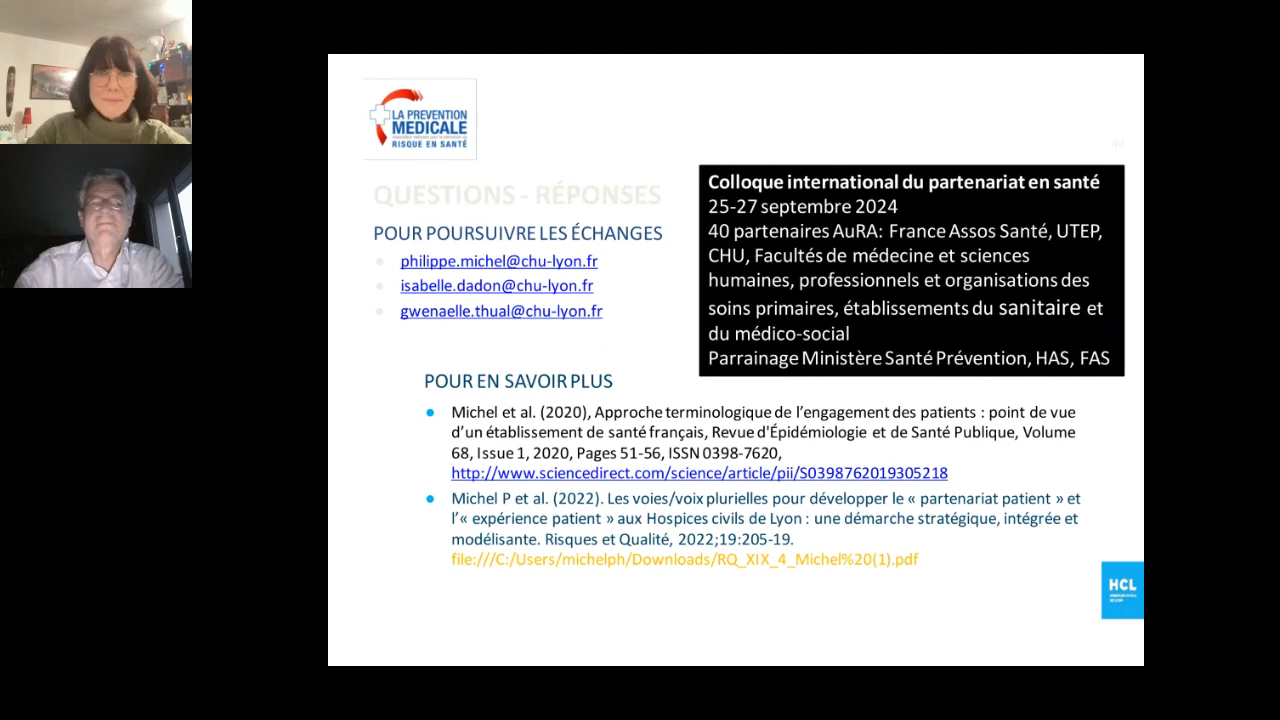 LA PREVENTION
MEDICALE
RISQUE EN SANTÉ
40
QUESTIONS - RÉPONSES
POUR POURSUIVRE LES ÉCHANGES
philippe.michel@chu-lyon.fr
isabelle.dadon@chu-lyon.fr
gwenaelle.thual@chu-lyon.fr
Colloque international du partenariat en santé
25-27 septembre 2024
40 partenaires AuRA: France Assos Santé, UTEP,
CHU, Facultés de médecine et sciences
humaines, professionnels et organisations des
soins primaires, établissements du sanitaire et
du médico-social
Parrainage Ministère Santé Prévention, HAS, FAS
POUR EN SAVOIR PLUS
Michel et al. (2020), Approche terminologique de l’engagement des patients : point de vue
d’un établissement de santé français, Revue d'Épidémiologie et de Santé Publique, Volume
68, Issue 1, 2020, Pages 51-56, ISSN 0398-7620,
http://www.sciencedirect.com/science/article/pii/S0398762019305218
Michel P et al. (2022). Les voies/voix plurielles pour développer le « partenariat patient » et
l’« expérience patient » aux Hospices civils de Lyon : une démarche stratégique, intégrée et
modélisante. Risques et Qualité, 2022;19:205-19.
file:///C:/Users/michelph/Downloads/RQ_XIX_4_Michel%20(1).pdf
HCL